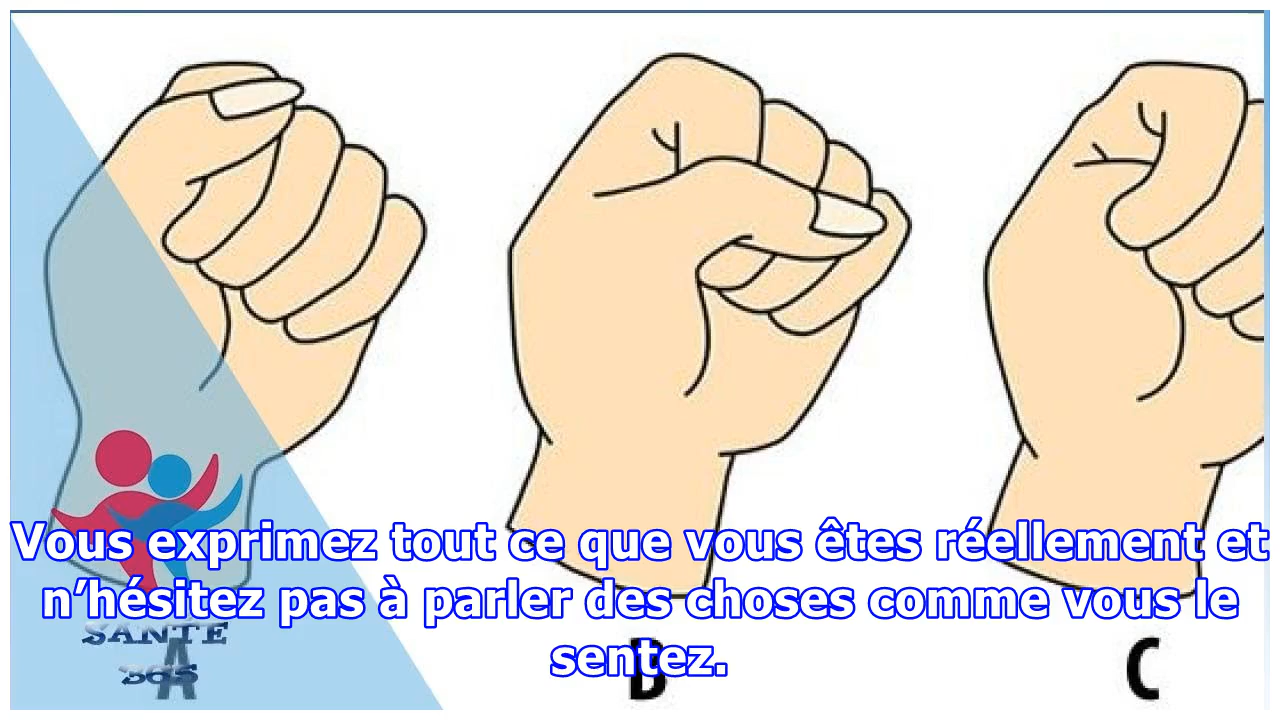 Vous exprimez tout ce que vous êtes réellement et
n’hésitez pas à parler des choses comme vous le
sentez.
SANTE
365
A
B
C